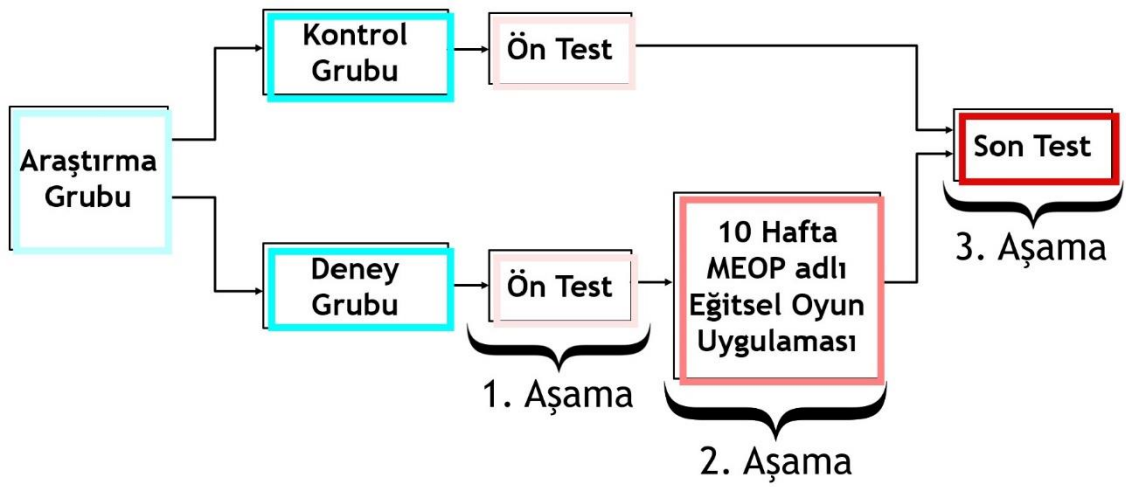 Kontrol
Grubu
Ön Test
Araştırma
Grubu
Son Test
3. Aşama
Deney
Grubu
Ön Test
10 Hafta
MEOP adlı
Eğitsel Oyun
Uygulaması
1. Aşama
2. Aşama